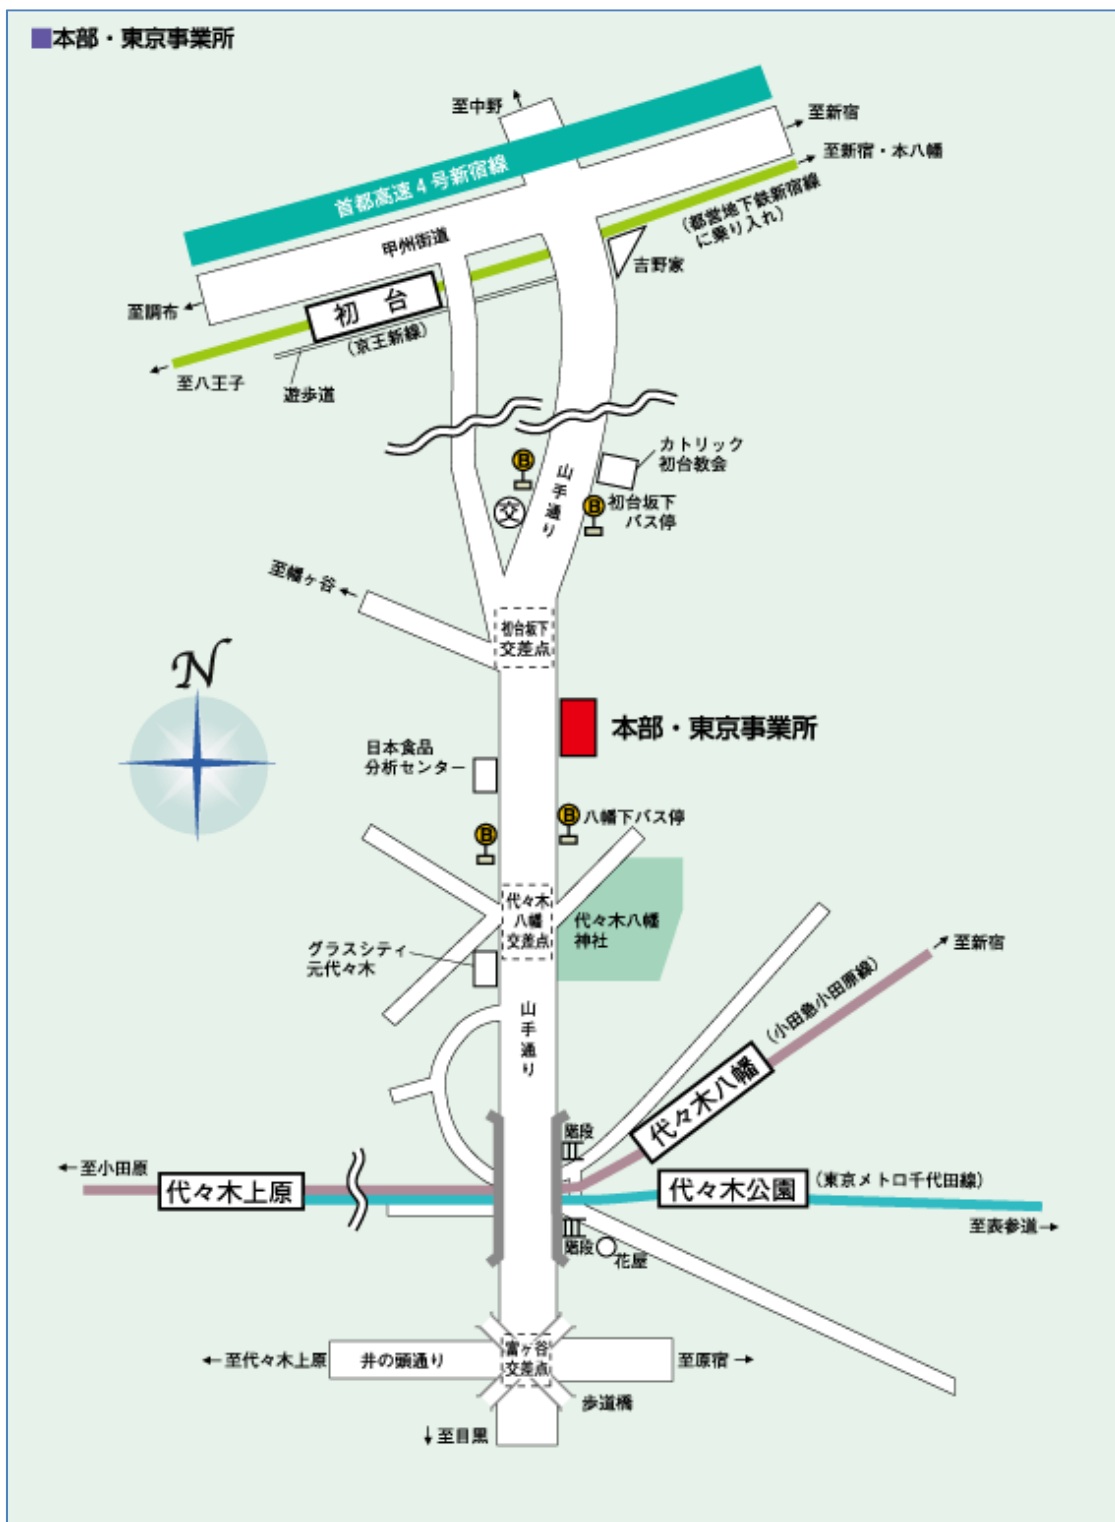 ■本部・東京事業所
至中野
至新宿
首都高速4号新宿線
至新宿・本八幡
(都営地下鉄新宿線
に乗り入れ)
甲州街道
吉野家
至調布
初台
(京王新線)
至八王子
遊歩道
カトリック
初台教会
B
山手通り
B
初台坂下
バス停
交
至幡ヶ谷
初台坂下
交差点
N
本部・東京事業所
日本食品
分析センター
B
八幡下バス停
B
代々木
八幡
交差点
代々木八幡
神社
グラスシティ
元代々木
至新宿
(小田急小田原線)
山手通り
代々木八幡
階段
至小田原
代々木上原
代々木公園
(東京メトロ千代田線)
至表参道
階段
花屋
富ヶ谷
交差点
至代々木上原
井の頭通り
至原宿
歩道橋
至目黒